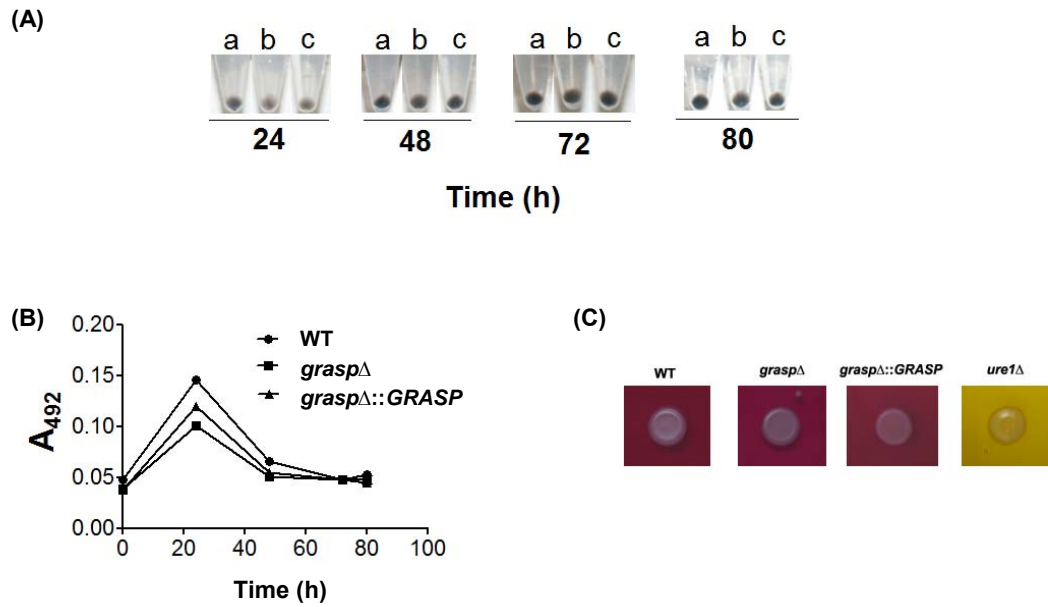 (A)
a b c a b c a b c a b c
24 48 72 80
Time (h)
(B)
0.20
0.15
0.10
0.05
0.00
A492
0 20 40 60 80 100
Time (h)
WT
graspΔ
graspΔ::GRASP
(C)
WT graspΔ graspΔ::GRASP ure1Δ